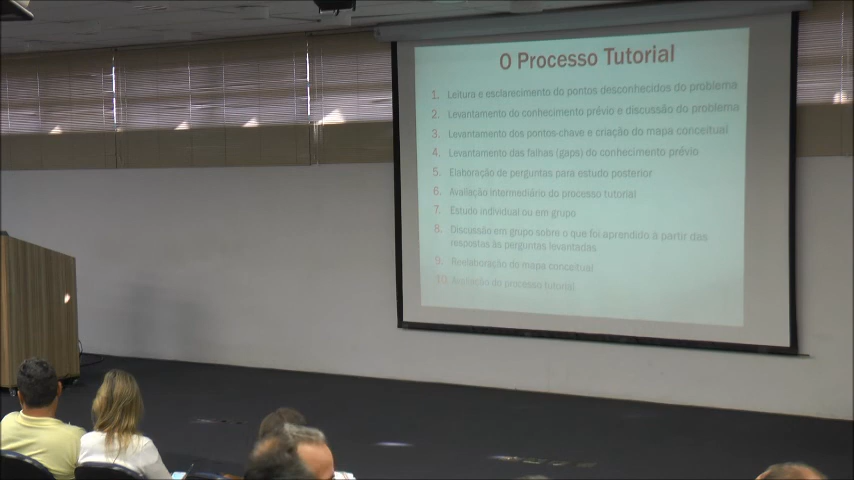 O Processo Tutorial
1. Leitura e esclarecimento do pontos desconhecidos do problema
2. Levantamento do conhecimento prévio e discussão do problema
3. Levantamento dos pontos-chave e criação do mapa conceitual
4. Levantamento das falhas (gaps) do conhecimento prévio
5. Elaboração de perguntas para estudo posterior
6. Avaliação intermediário do processo tutorial
7. Estudo individual ou em grupo
8. Discussão em grupo sobre o que foi aprendido à partir das
respostas às perguntas levantadas
9. Reelaboração do mapa conceitual
10. Avaliação do processo tutorial